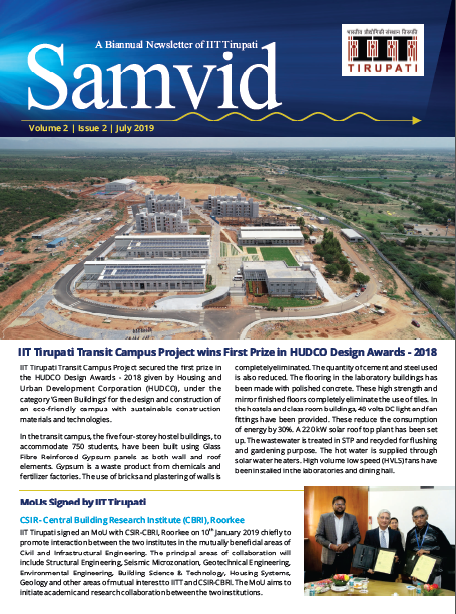 A Biannual Newsletter of IIT Tirupati
Samvid
भारतीय प्रौद्योगिकी संस्थान तिरुपति
TIRUPATI
Volume 2 | Issue 2 | July 2019
IIT Tirupati Transit Campus Project wins First Prize in HUDCO Design Awards - 2018
IIT Tirupati Transit Campus Project secured the first prize in
the HUDCO Design Awards - 2018 given by Housing and
Urban Development Corporation (HUDCO), under the
category 'Green Buildings' for the design and construction of
an eco-friendly campus with sustainable construction
materials and technologies.
In the transit campus, the five four-storey hostel buildings, to
accommodate 750 students, have been built using Glass
Fibre Reinforced Gypsum panels as both wall and roof
elements. Gypsum is a waste product from chemicals and
fertilizer factories. The use of bricks and plastering of walls is
completely eliminated. The quantity of cement and steel used
is also reduced. The flooring in the laboratory buildings has
been made with polished concrete. These high strength and
mirror finished floors completely eliminate the use of tiles. In
the hostels and class room buildings, 48 volts DC light and fan
fittings have been provided. These reduce the consumption
of energy by 30%. A 220 kW solar roof top plant has been set
up. The wastewater is treated in STP and recycled for flushing
and gardening purpose. The hot water is supplied through
solar water heaters. High volume low speed (HVLS) fans have
been installed in the laboratories and dining hall.
MoUs Signed by IIT Tirupati
CSIR - Central Building Research Institute (CBRI), Roorkee
IIT Tirupati signed an MoU with CSIR-CBRI, Roorkee on 10th January 2019 chiefly to
promote interaction between the two institutes in the mutually beneficial areas of
Civil and Infrastructural Engineering. The principal areas of collaboration will
include Structural Engineering, Seismic Microzonation, Geotechnical Engineering,
Environmental Engineering, Building Science & Technology, Housing Systems,
Geology and other areas of mutual interest to IITT and CSIR-CBRI. The MoU aims to
initiate academic and research collaboration between the two institutions.